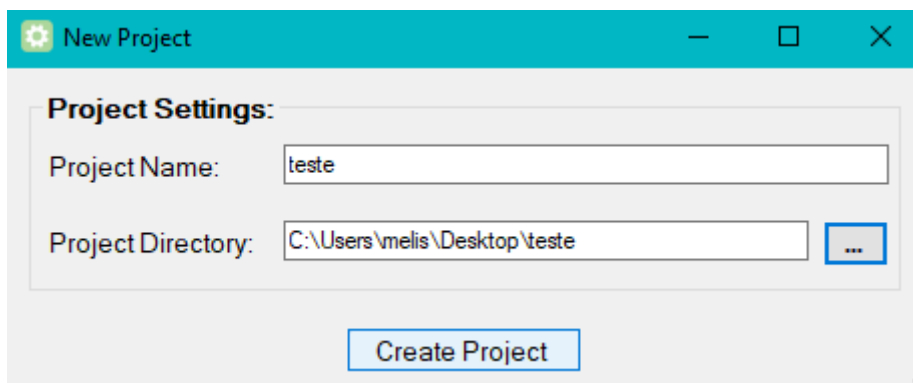 New Project
Project Settings:
Project Name: teste
Project Directory: C:\Users\melis\Desktop\teste ...
Create Project